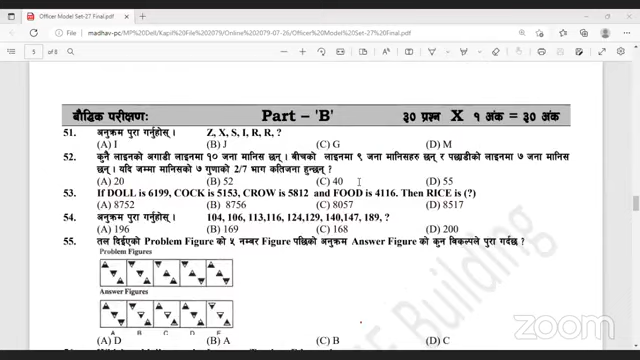 Officer Model Set-27 Final.pdf
madhav-pc/MP%20Dell/Kapil%20File%202079/Online%202079-07-26/Officer%20Model%20Set-27%20Final.pdf
5 of 8
बौद्धिक परीक्षणः Part - 'B' ३० प्रश्न X १ अंक = ३० अंक
51. अनुक्रम पुरा गर्नुहोस् । Z, X, S, I, R, R, ?
(A) I (B) J (C) G (D) M
52. कुनै लाइनको अगाडी लाइनमा १० जना मानिस छन् । बीचको लाइनमा ९ जना मानिसहरु छन् र पछाडीको लाइनमा ७ जना मानिस
छन् । यदि जम्मा मानिसको ७ गुणाको 2/7 भाग कतिजना हुन्छन् ?
(A) 20 (B) 52 (C) 40 (D) 55
53. If DOLL is 6199, COCK is 5153, CROW is 5812 and FOOD is 4116. Then RICE is (?)
(A) 8752 (B) 8756 (C) 8057 (D) 8517
54. अनुक्रम पुरा गर्नुहोस् । 104, 106, 113,116, 124,129, 140,147, 189, ?
(A) 196 (B) 169 (C) 168 (D) 200
55. तल दिईएको Problem Figure को ५ नम्बर Figure पछिको अनुक्रम Answer Figure को कुन बिकल्पले पुरा गर्दछ ?
Problem Figures
Answer Figures
A B C D E
(A) D (B) A (C) B (D) C
Building
zoom